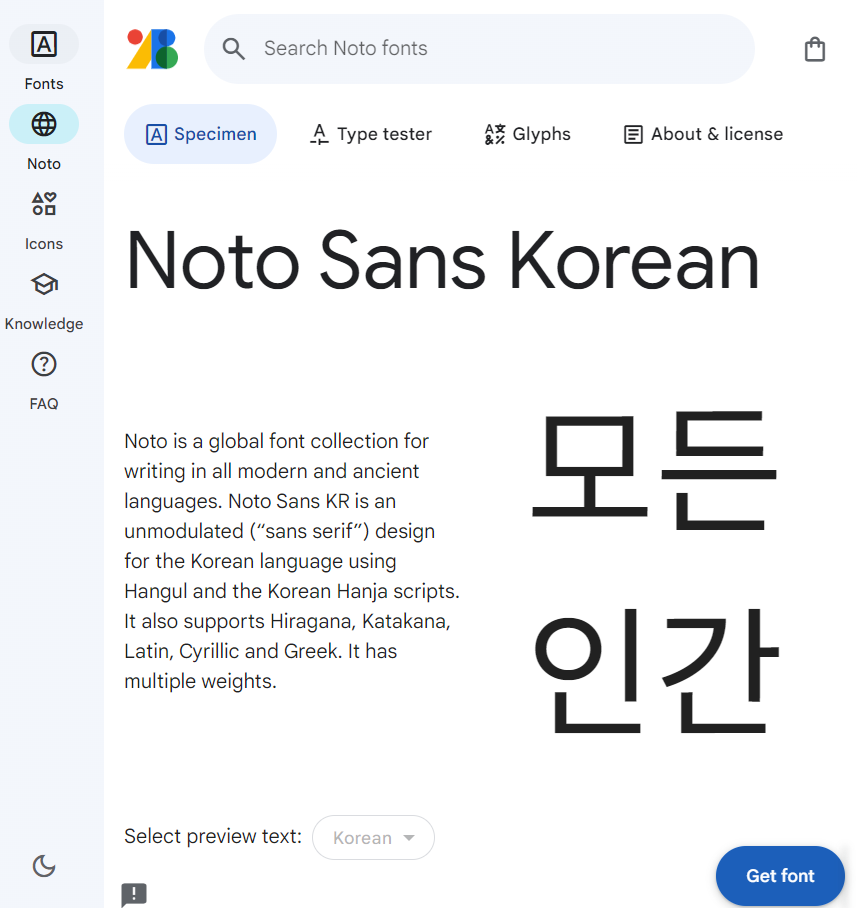 Fonts
Noto
Icons
Knowledge
FAQ
Search Noto fonts
Specimen
Type tester
Glyphs
About & license
Noto Sans Korean
Noto is a global font collection for
writing in all modern and ancient
languages. Noto Sans KR is an
unmodulated (“sans serif”) design
for the Korean language using
Hangul and the Korean Hanja scripts.
It also supports Hiragana, Katakana,
Latin, Cyrillic and Greek. It has
multiple weights.
모든
인간
Select preview text:
Korean
Get font